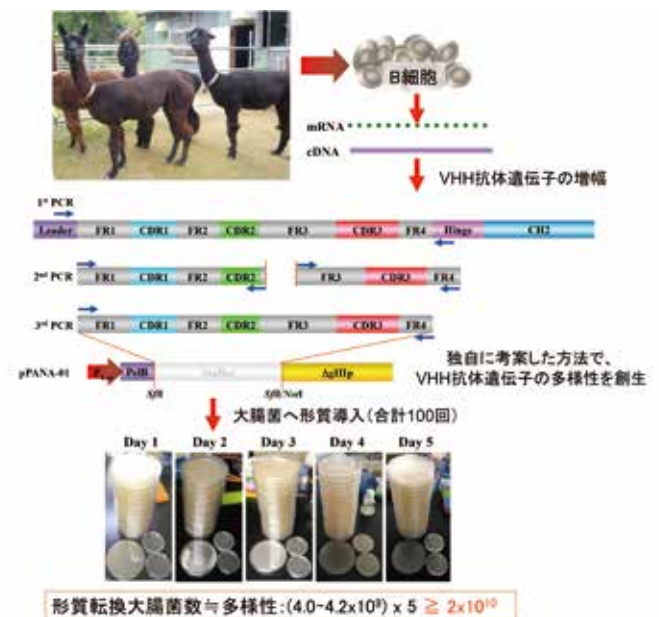 B細胞
mRNA
cDNA
VHH抗体遺伝子の増幅
1st PCR
Leader FR1 CDR1 FR2 CDR2 FR3 CDR3 FR4 Hinge CH2
2nd PCR FR1 CDR1 FR2 CDR2 FR3 CDR3 FR4
3rd PCR FR1 CDR1 FR2 CDR2 FR3 CDR3 FR4
pPANA-01 PelB ΔgIIIp
SfiI SfiI/NotI
独自に考案した方法で、
VHH抗体遺伝子の多様性を創生
大腸菌へ形質導入(合計100回)
Day 1 Day 2 Day 3 Day 4 Day 5
形質転換大腸菌数≒多様性:(4.0~4.2x10⁹) x 5 ≧ 2x10¹⁰